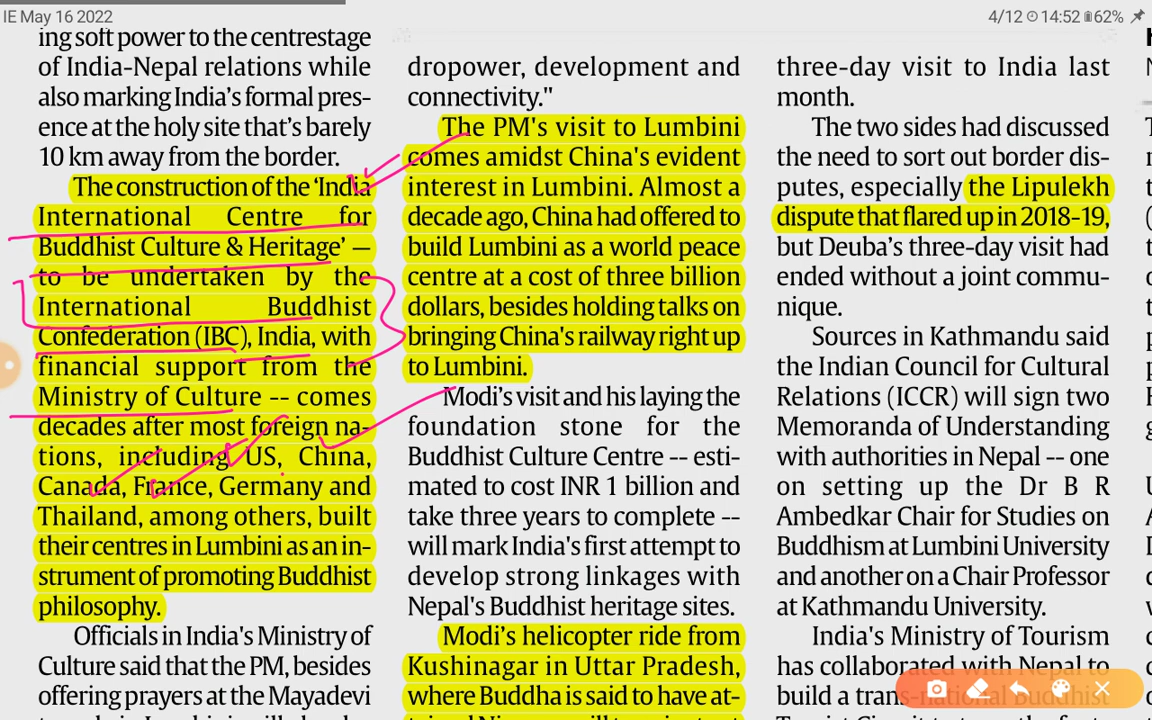 IE May 16 2022
4/12 14:52 62%
ing soft power to the centrestage
of India-Nepal relations while
also marking India's formal pres-
ence at the holy site that's barely
10 km away from the border.
The construction of the 'India
International Centre for
Buddhist Culture & Heritage' —
to be undertaken by the
International Buddhist
Confederation (IBC), India, with
financial support from the
Ministry of Culture -- comes
decades after most foreign na-
tions, including US, China,
Canada, France, Germany and
Thailand, among others, built
their centres in Lumbini as an in-
strument of promoting Buddhist
philosophy.
Officials in India's Ministry of
Culture said that the PM, besides
offering prayers at the Mayadevi
dropower, development and
connectivity."
The PM's visit to Lumbini
comes amidst China's evident
interest in Lumbini. Almost a
decade ago, China had offered to
build Lumbini as a world peace
centre at a cost of three billion
dollars, besides holding talks on
bringing China's railway right up
to Lumbini.
Modi's visit and his laying the
foundation stone for the
Buddhist Culture Centre -- esti-
mated to cost INR 1 billion and
take three years to complete --
will mark India's first attempt to
develop strong linkages with
Nepal's Buddhist heritage sites.
Modi's helicopter ride from
Kushinagar in Uttar Pradesh,
where Buddha is said to have at-
three-day visit to India last
month.
The two sides had discussed
the need to sort out border dis-
putes, especially the Lipulekh
dispute that flared up in 2018-19,
but Deuba's three-day visit had
ended without a joint commu-
nique.
Sources in Kathmandu said
the Indian Council for Cultural
Relations (ICCR) will sign two
Memoranda of Understanding
with authorities in Nepal -- one
on setting up the Dr B R
Ambedkar Chair for Studies on
Buddhism at Lumbini University
and another on a Chair Professor
at Kathmandu University.
India's Ministry of Tourism
has collaborated with Nepal to
build a trans-national Buddhist